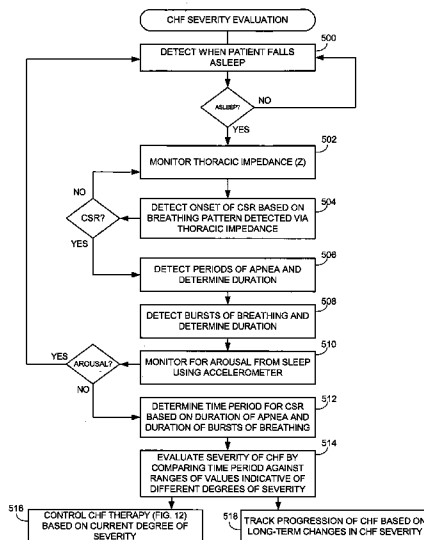 CHF SEVERITY EVALUATION
500
DETECT WHEN PATIENT FALLS
ASLEEP
ASLEEP?
NO
YES
502
MONITOR THORACIC IMPEDANCE (Z)
NO
504
DETECT ONSET OF CSR BASED ON
BREATHING PATTERN DETECTED VIA
THORACIC IMPEDANCE
CSR?
YES
506
DETECT PERIODS OF APNEA AND
DETERMINE DURATION
508
DETECT BURSTS OF BREATHING AND
DETERMINE DURATION
510
YES
AROUSAL?
MONITOR FOR AROUSAL FROM SLEEP
USING ACCELEROMETER
NO
512
DETERMINE TIME PERIOD FOR CSR
BASED ON DURATION OF APNEA AND
DURATION OF BURSTS OF BREATHING
514
EVALUATE SEVERITY OF CHF BY
COMPARING TIME PERIOD AGAINST
RANGES OF VALUES INDICATIVE OF
DIFFERENT DEGREES OF SEVERITY
516
CONTROL CHF THERAPY (FIG. 12)
BASED ON CURRENT DEGREE OF
SEVERITY
518
TRACK PROGRESSION OF CHF BASED ON
LONG-TERM CHANGES IN CHF SEVERITY